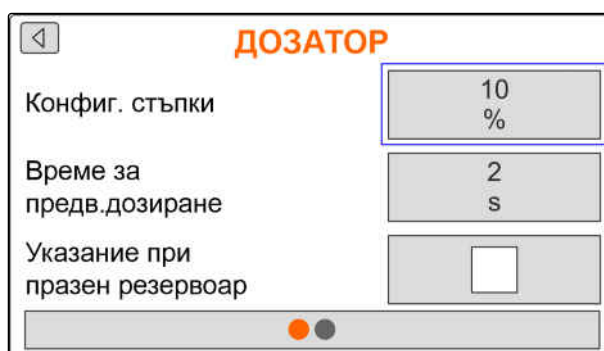 ДОЗАТОР
Конфиг. стъпки
10
%
Време за
предв.дозиране
2
s
Указание при
празен резервоар